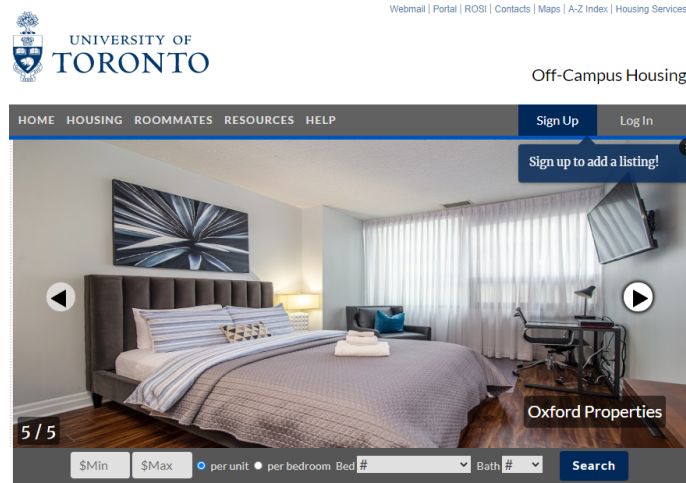 Webmail | Portal | ROSI | Contacts | Maps | A-Z Index | Housing Services
UNIVERSITY OF
TORONTO
Off-Campus Housing
HOME HOUSING ROOMMATES RESOURCES HELP Sign Up Log In
Sign up to add a listing!
Oxford Properties
5 / 5
$Min $Max per unit per bedroom Bed # Bath # Search